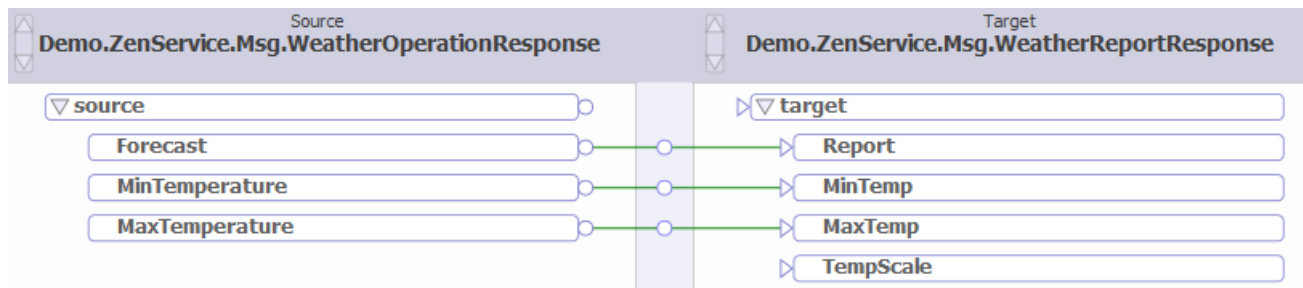 Source
Demo.ZenService.Msg.WeatherOperationResponse
Target
Demo.ZenService.Msg.WeatherReportResponse
source
target
Forecast
Report
MinTemperature
MinTemp
MaxTemperature
MaxTemp
TempScale